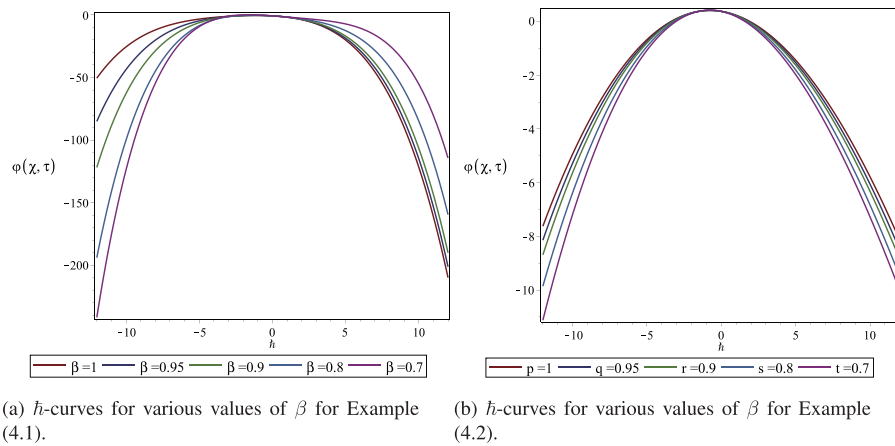 0
−50
−100
φ(χ, τ)
−150
−200
−10 −5 0 5 10
ℏ
β =1 β =0.95 β =0.9 β =0.8 β =0.7
(a) ℏ-curves for various values of β for Example
(4.1).
0
−2
−4
φ(χ, τ)
−6
−8
−10
−10 −5 0 5 10
ℏ
p =1 q =0.95 r =0.9 s =0.8 t =0.7
(b) ℏ-curves for various values of β for Example
(4.2).